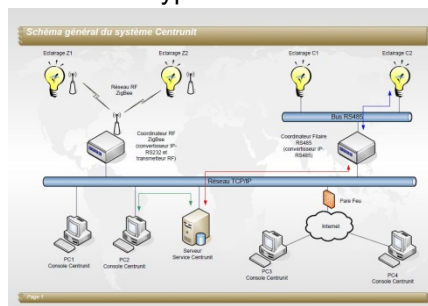 Schéma général du système Centrunit
Eclairage Z1
Eclairage Z2
Eclairage C1
Eclairage C2
Réseau RF
ZigBee
Bus RS485
Coordinateur RF
ZigBee
(convertisseur IP-
RS232 et
transmetteur RF)
Coordinateur Filaire
RS485
(convertisseur IP-
RS485)
Réseau TCP/IP
Pare Feu
Internet
PC1
Console Centrunit
PC2
Console Centrunit
Serveur
Service Centrunit
PC3
Console Centrunit
PC4
Console Centrunit
Page 1